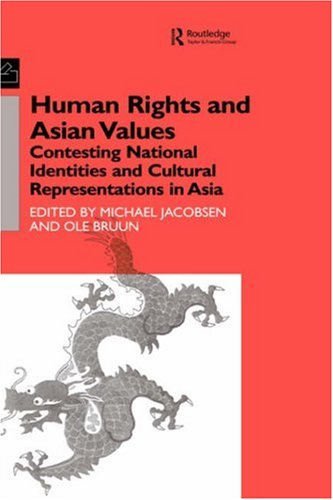 Routledge
Taylor & Francis Group
Human Rights and
Asian Values
Contesting National
Identities and Cultural
Representations in Asia
EDITED BY MICHAEL JACOBSEN
AND OLE BRUUN